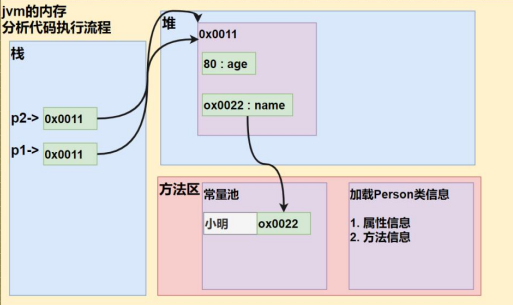 jvm的内存
分析代码执行流程
栈
堆
0x0011
80 : age
ox0022 : name
p2-> 0x0011
p1-> 0x0011
方法区
常量池
小明 ox0022
加载Person类信息
1. 属性信息
2. 方法信息